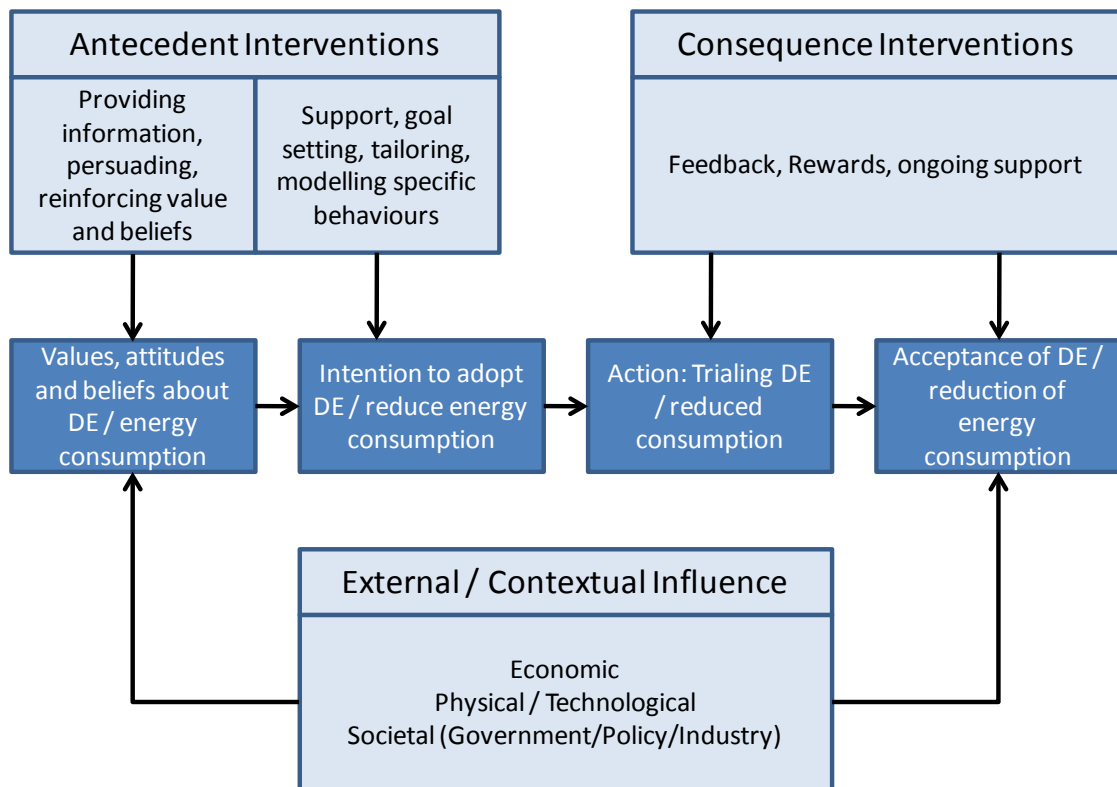 Antecedent Interventions
Providing
information,
persuading,
reinforcing value
and beliefs
Support, goal
setting, tailoring,
modelling specific
behaviours
Consequence Interventions
Feedback, Rewards, ongoing support
Values, attitudes
and beliefs about
DE / energy
consumption
Intention to adopt
DE / reduce energy
consumption
Action: Trialing DE
/ reduced
consumption
Acceptance of DE /
reduction of
energy
consumption
External / Contextual Influence
Economic
Physical / Technological
Societal (Government/Policy/Industry)